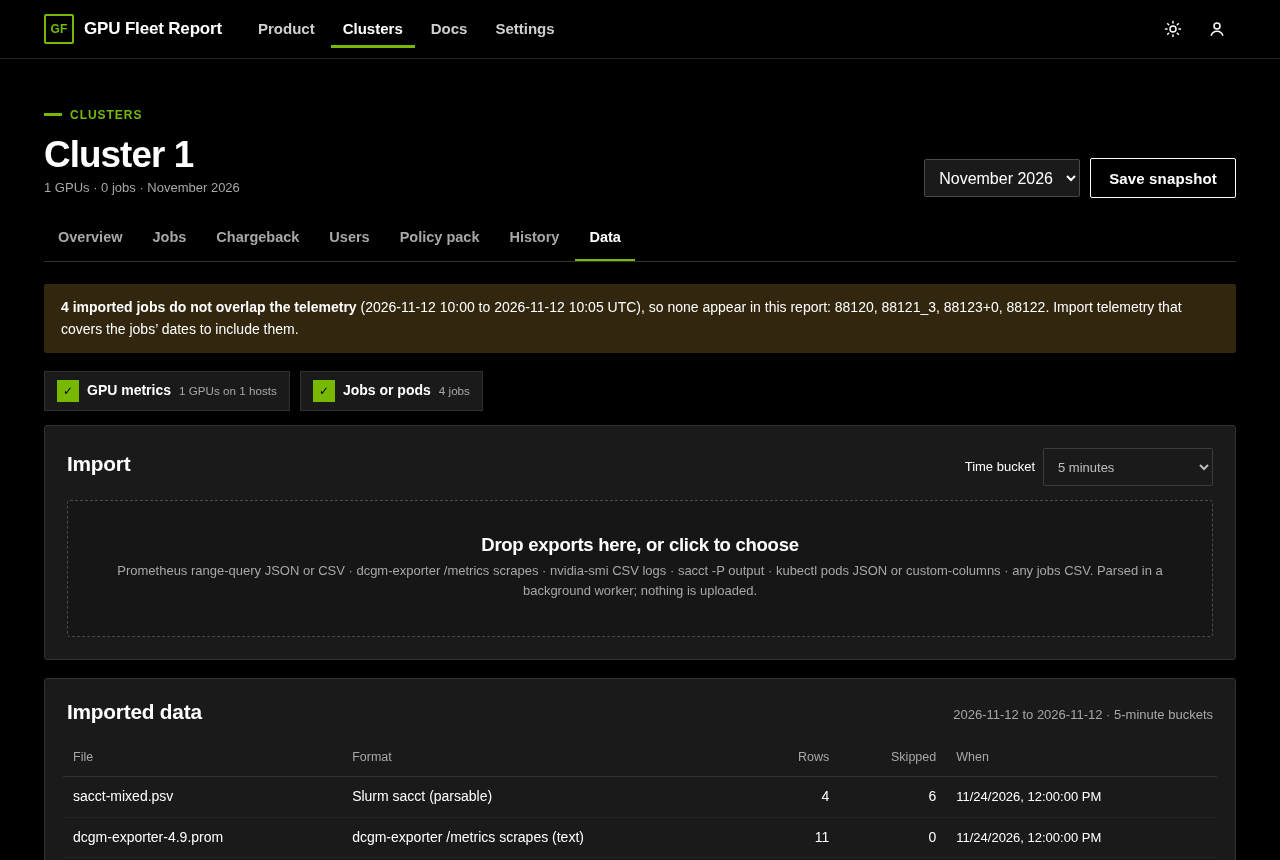 GF GPU Fleet Report Product Clusters Docs Settings
CLUSTERS
Cluster 1
1 GPUs · 0 jobs · November 2026
November 2026 Save snapshot
Overview Jobs Chargeback Users Policy pack History Data
4 imported jobs do not overlap the telemetry (2026-11-12 10:00 to 2026-11-12 10:05 UTC), so none appear in this report: 88120, 88121_3, 88123+0, 88122. Import telemetry that
covers the jobs’ dates to include them.
✓ GPU metrics 1 GPUs on 1 hosts ✓ Jobs or pods 4 jobs
Import Time bucket 5 minutes
Drop exports here, or click to choose
Prometheus range-query JSON or CSV · dcgm-exporter /metrics scrapes · nvidia-smi CSV logs · sacct -P output · kubectl pods JSON or custom-columns · any jobs CSV. Parsed in a
background worker; nothing is uploaded.
Imported data 2026-11-12 to 2026-11-12 · 5-minute buckets
File Format Rows Skipped When
sacct-mixed.psv Slurm sacct (parsable) 4 6 11/24/2026, 12:00:00 PM
dcgm-exporter-4.9.prom dcgm-exporter /metrics scrapes (text) 11 0 11/24/2026, 12:00:00 PM